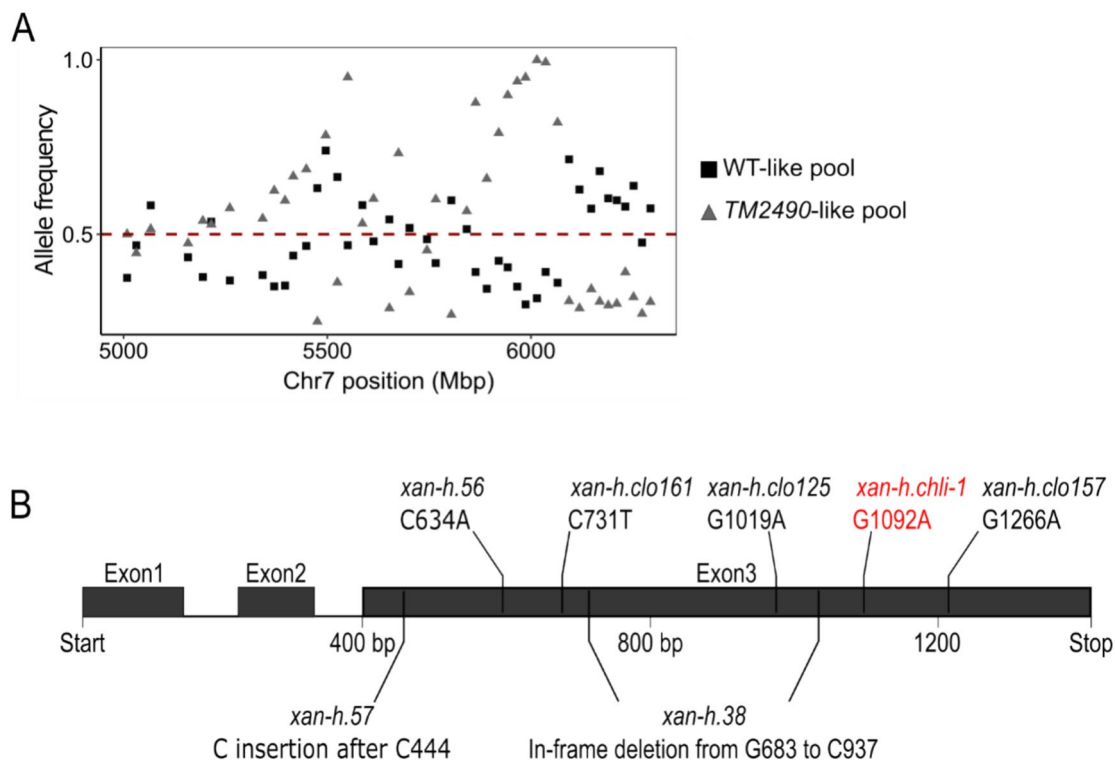 A
1.0
0.5
Allele frequency
5000 5500 6000
Chr7 position (Mbp)
WT-like pool
TM2490-like pool
B
xan-h.56 xan-h.clo161 xan-h.clo125 xan-h.chli-1 xan-h.clo157
C634A C731T G1019A G1092A G1266A
Exon1 Exon2 Exon3
Start 400 bp 800 bp 1200 Stop
xan-h.57 xan-h.38
C insertion after C444 In-frame deletion from G683 to C937